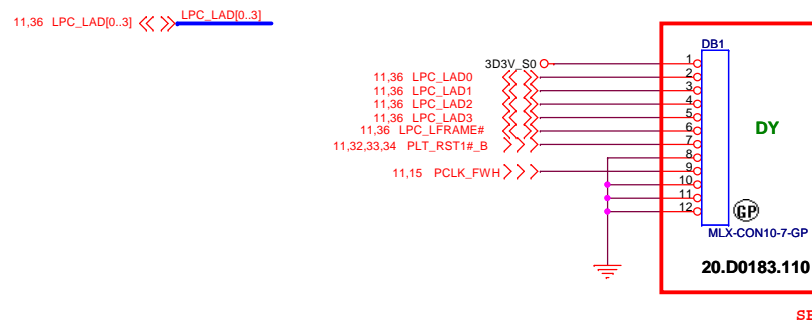 11,36 LPC_LAD[0..3] LPC_LAD[0..3]
DB1
3D3V_S0 1
11,36 LPC_LAD0 2
11,36 LPC_LAD1 3
11,36 LPC_LAD2 4
11,36 LPC_LAD3 5
11,36 LPC_LFRAME# 6
11,32,33,34 PLT_RST1#_B 7
DY
8
11,15 PCLK_FWH 9
10
11
12
GP
MLX-CON10-7-GP
20.D0183.110